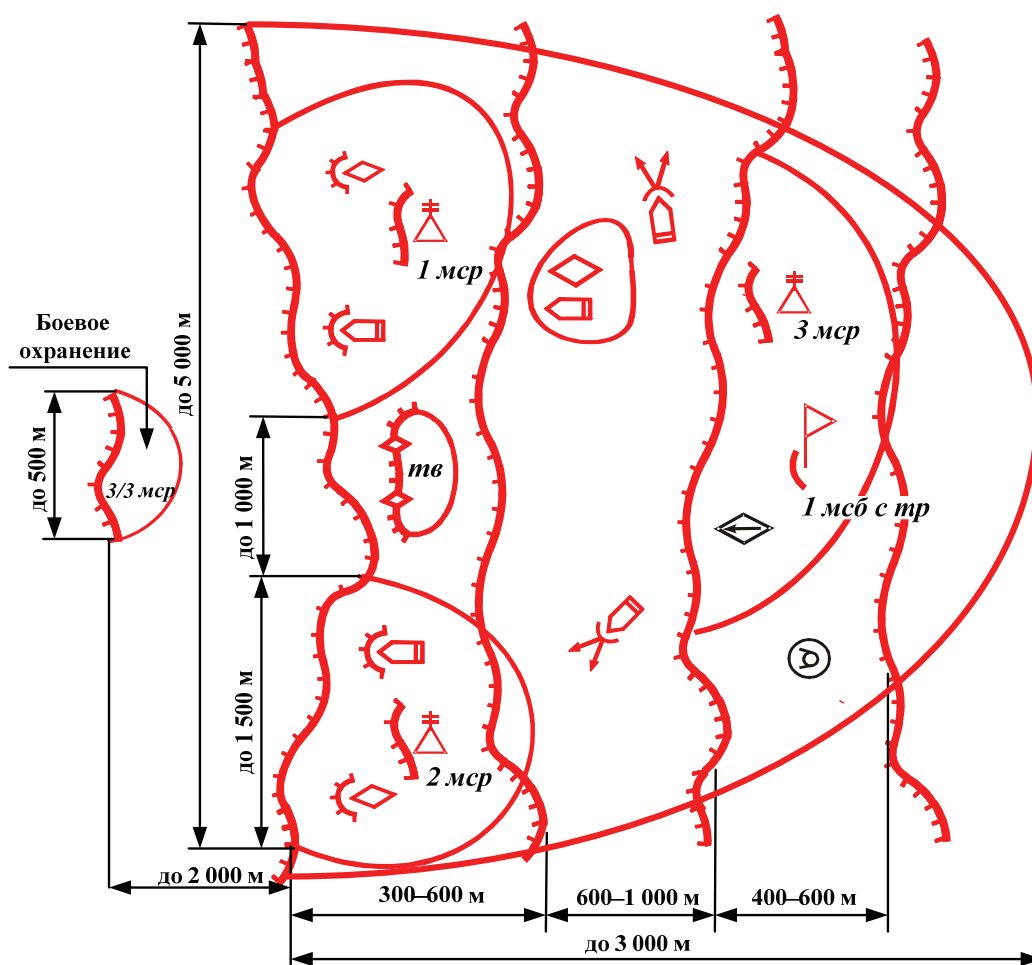 Боевое
охранение
до 500 м
3/3 мср
до 5 000 м
до 1 000 м
до 1 500 м
1 мср
тв
2 мср
3 мср
1 мсб с тр
до 2 000 м
300–600 м
600–1 000 м
400–600 м
до 3 000 м